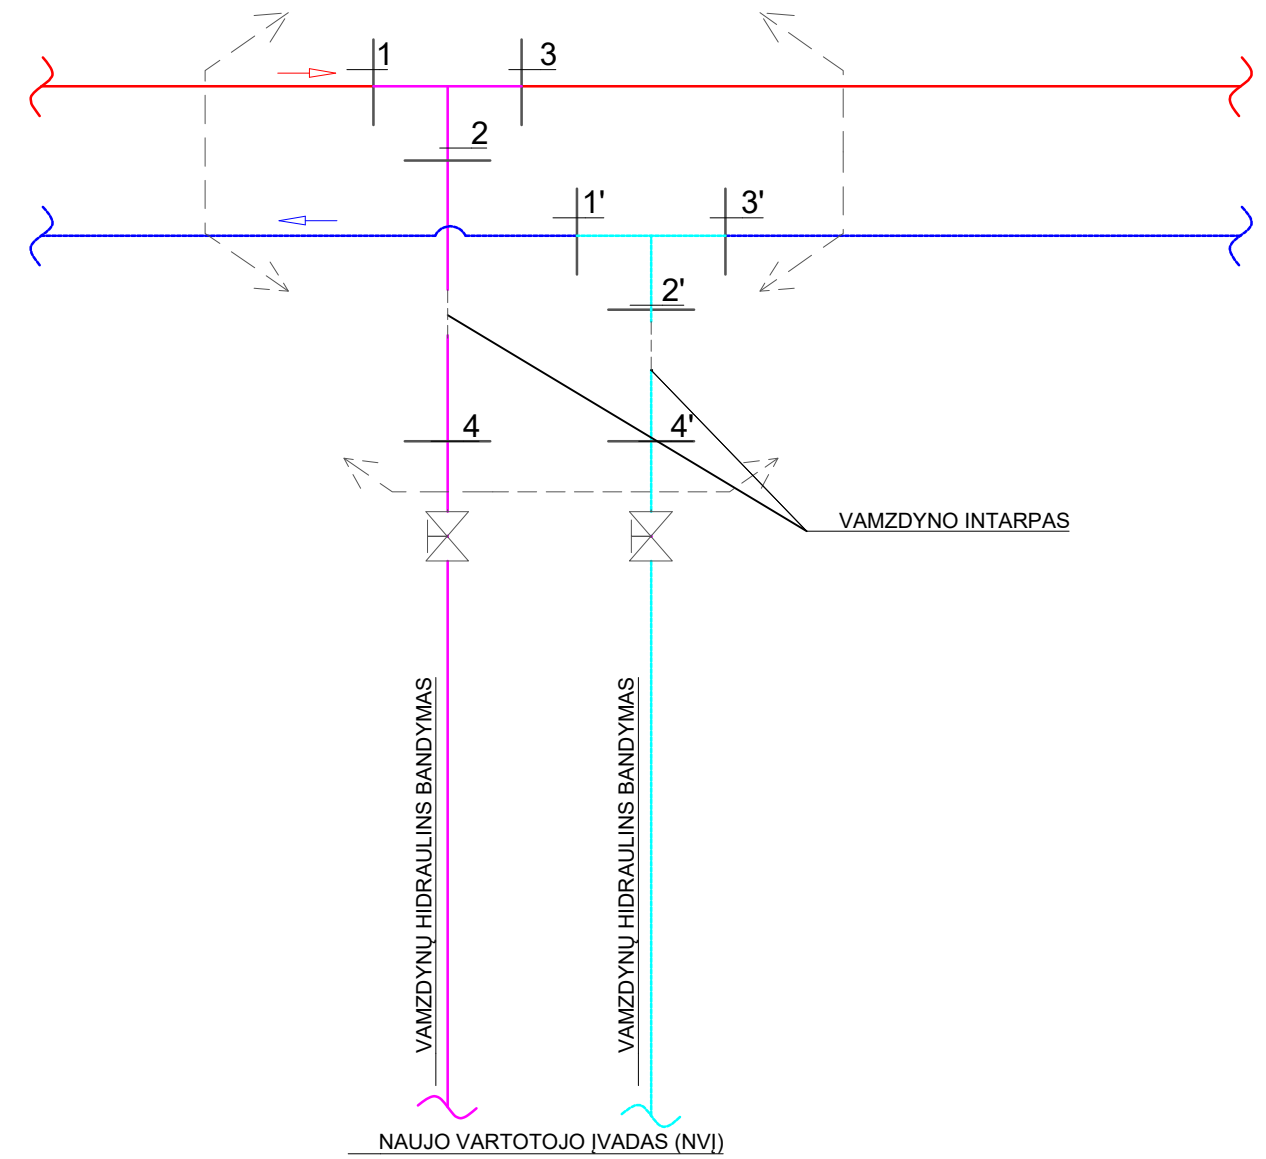 1
3
2
1'
3'
2'
4
4'
VAMZDYNO INTARPAS
VAMZDYNŲ HIDRAULINS BANDYMAS
VAMZDYNŲ HIDRAULINS BANDYMAS
NAUJO VARTOTOJO ĮVADAS (NVĮ)